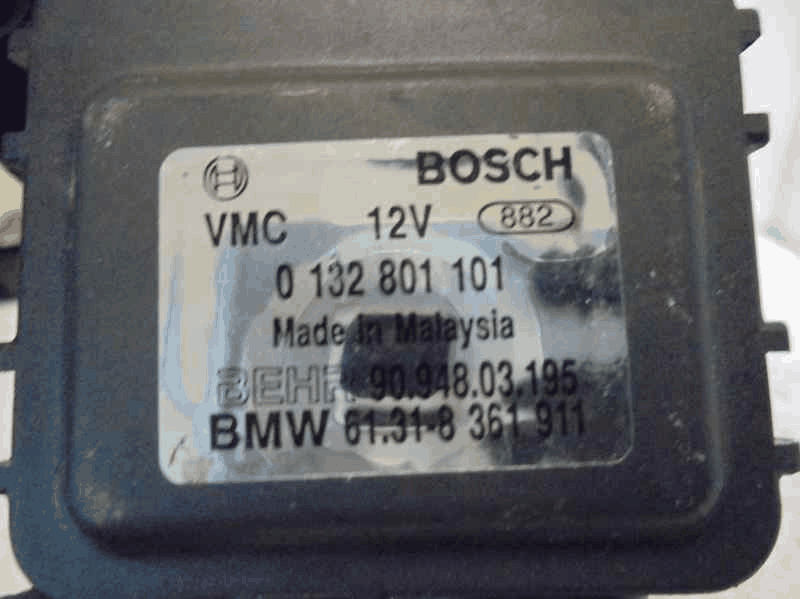 BOSCH
VMC 12V 882
0 132 801 101
Made in Malaysia
BEHR 90.948.03.195
BMW 61.31-8 361 911